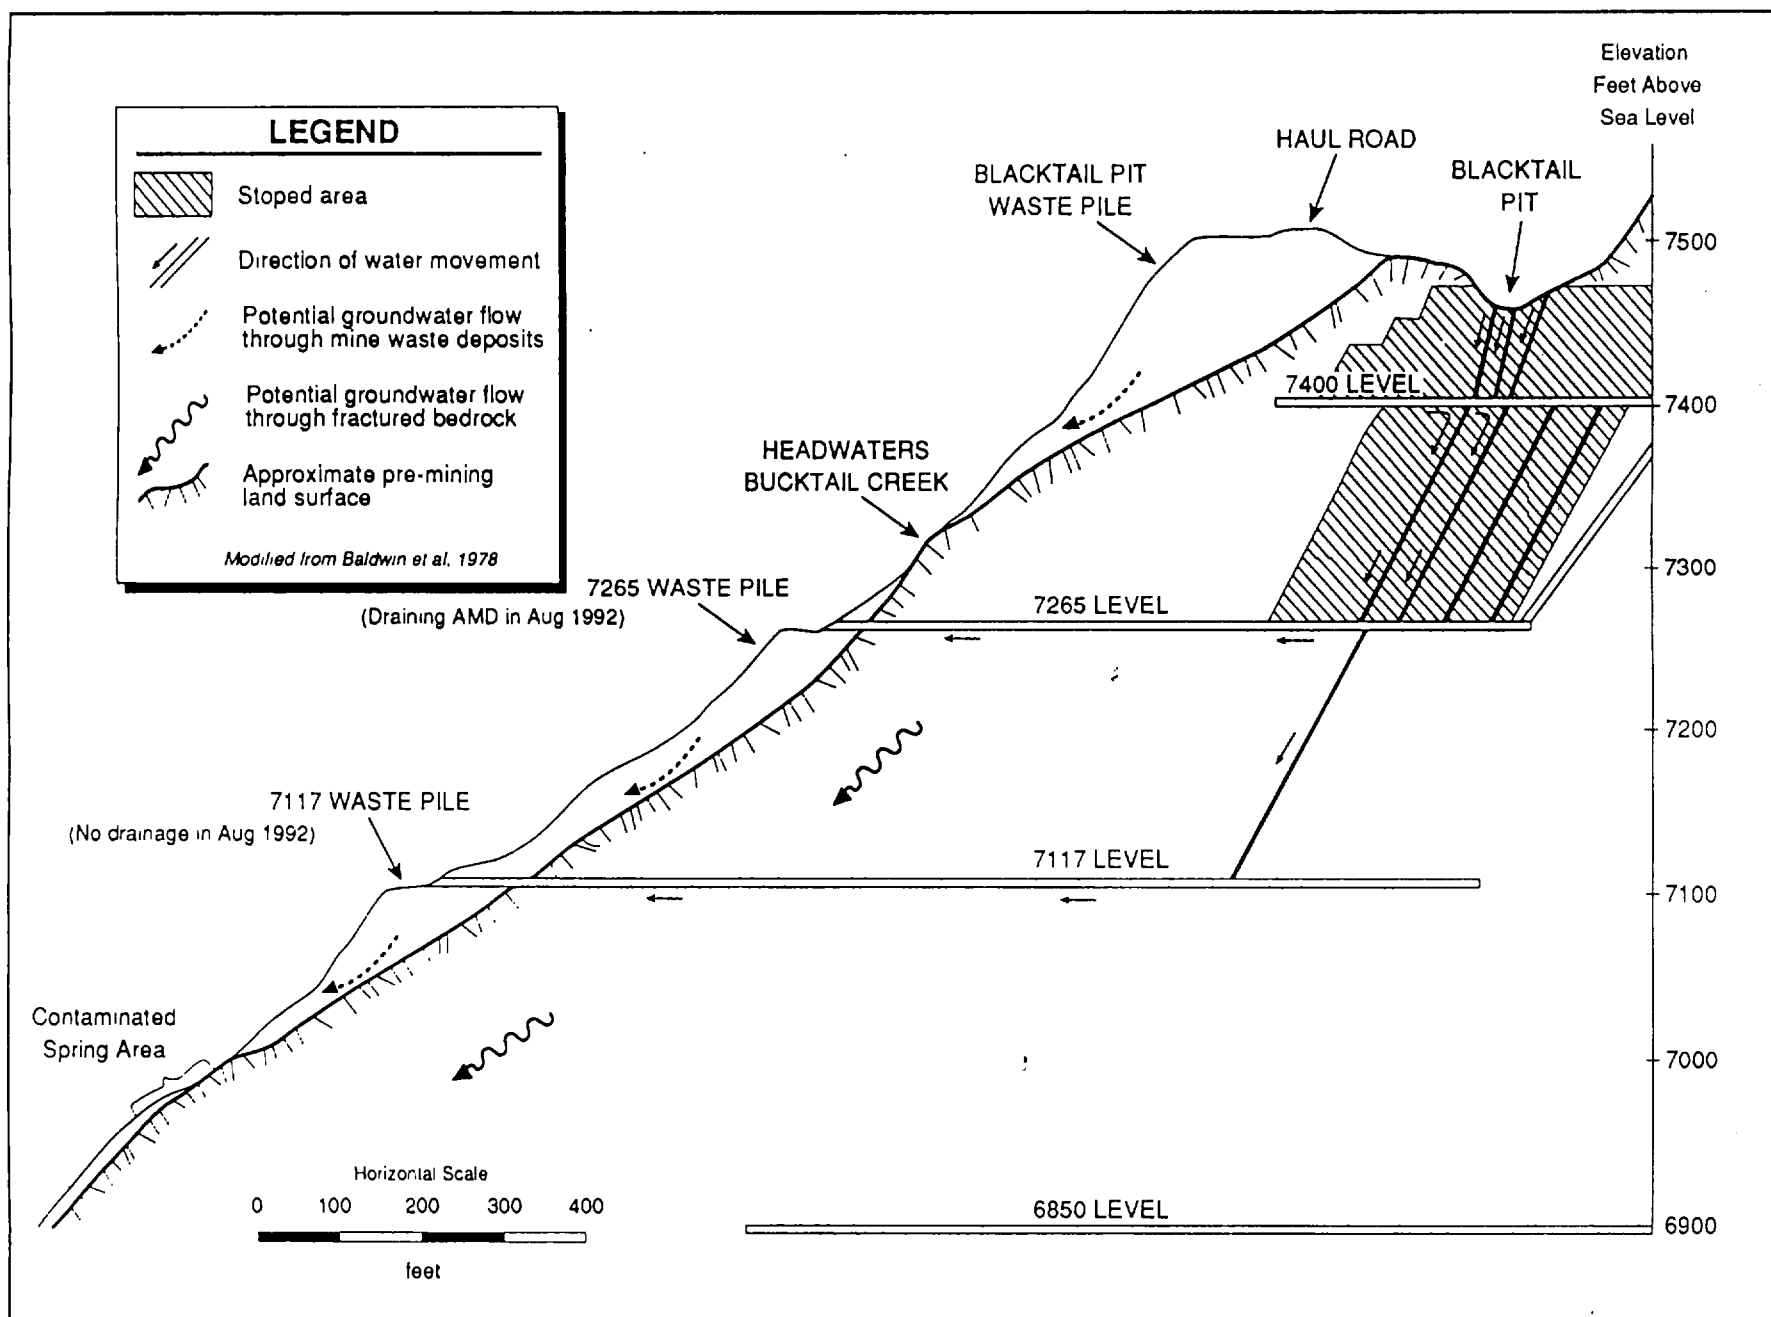 Elevation
Feet Above
Sea Level
LEGEND
Stoped area
Direction of water movement
Potential groundwater flow
through mine waste deposits
Potential groundwater flow
through fractured bedrock
Approximate pre-mining
land surface
Modified from Baldwin et al, 1978
HAUL ROAD
BLACKTAIL PIT
WASTE PILE
BLACKTAIL
PIT
7500
7400 LEVEL
7400
HEADWATERS
BUCKTAIL CREEK
7300
7265 WASTE PILE
(Draining AMD in Aug 1992)
7265 LEVEL
7200
7117 WASTE PILE
(No drainage in Aug 1992)
7117 LEVEL
7100
Contaminated
Spring Area
7000
Horizontal Scale
0 100 200 300 400
feet
6850 LEVEL
6900